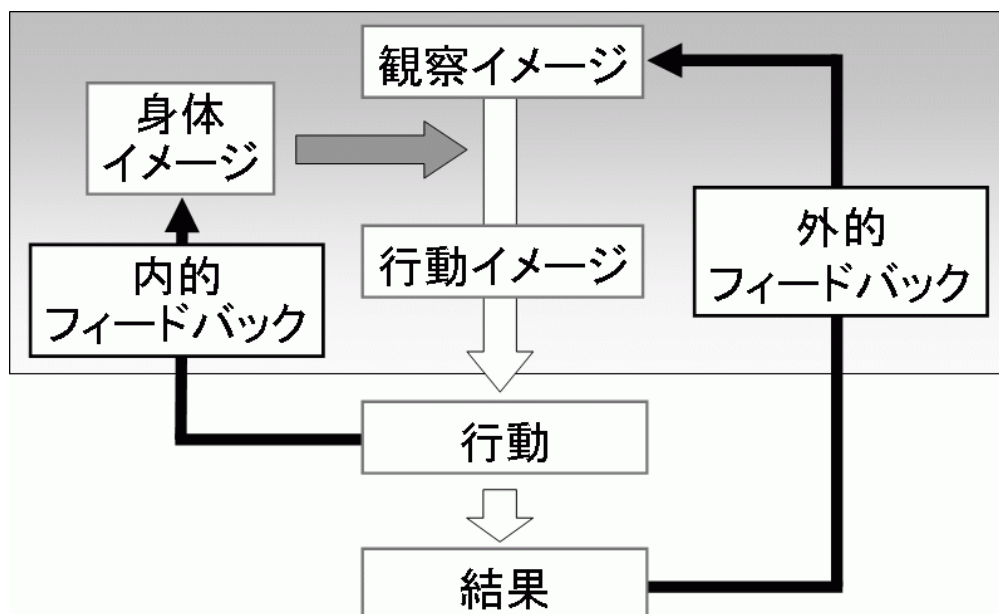 観察イメージ
身体
イメージ
行動イメージ
内的
フィードバック
外的
フィードバック
行動
結果